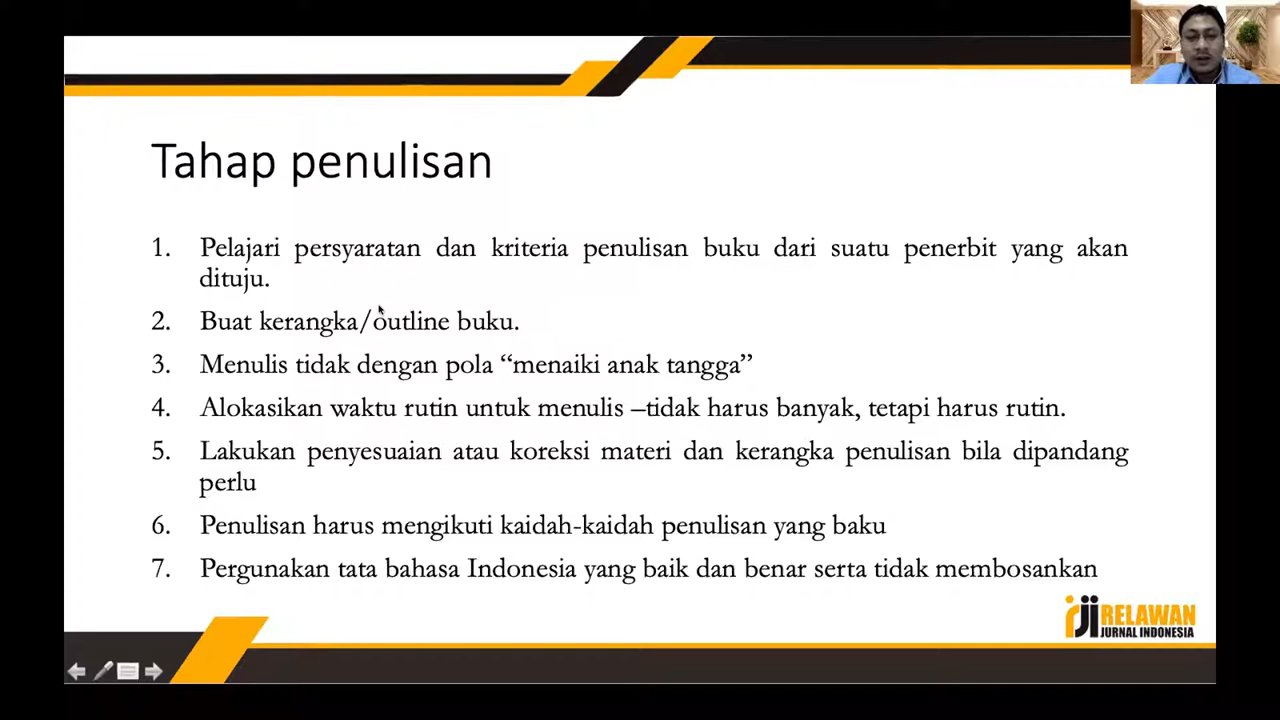 Tahap penulisan
1. Pelajari persyaratan dan kriteria penulisan buku dari suatu penerbit yang akan
dituju.
2. Buat kerangka/outline buku.
3. Menulis tidak dengan pola “menaiki anak tangga”
4. Alokasikan waktu rutin untuk menulis –tidak harus banyak, tetapi harus rutin.
5. Lakukan penyesuaian atau koreksi materi dan kerangka penulisan bila dipandang
perlu
6. Penulisan harus mengikuti kaidah-kaidah penulisan yang baku
7. Pergunakan tata bahasa Indonesia yang baik dan benar serta tidak membosankan
rji RELAWAN
JURNAL INDONESIA